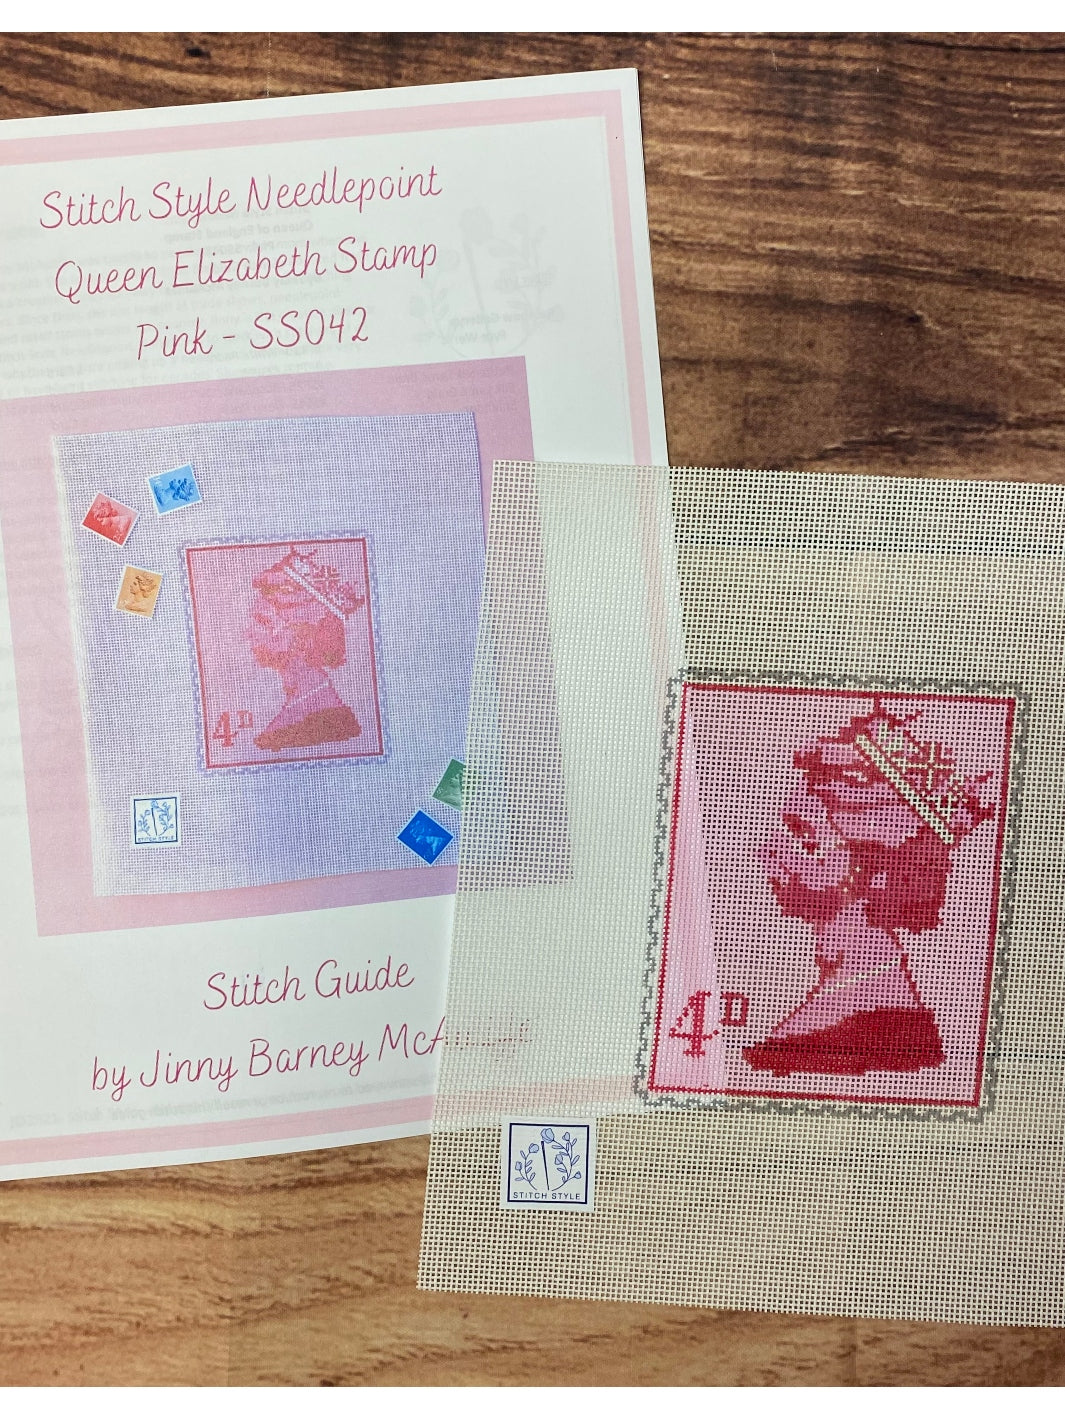 Stitch Style Needlepoint
Queen Elizabeth Stamp
Pink - SS042
4D
STITCH STYLE
Stitch Guide
by Jinny Barney
4D
STITCH STYLE